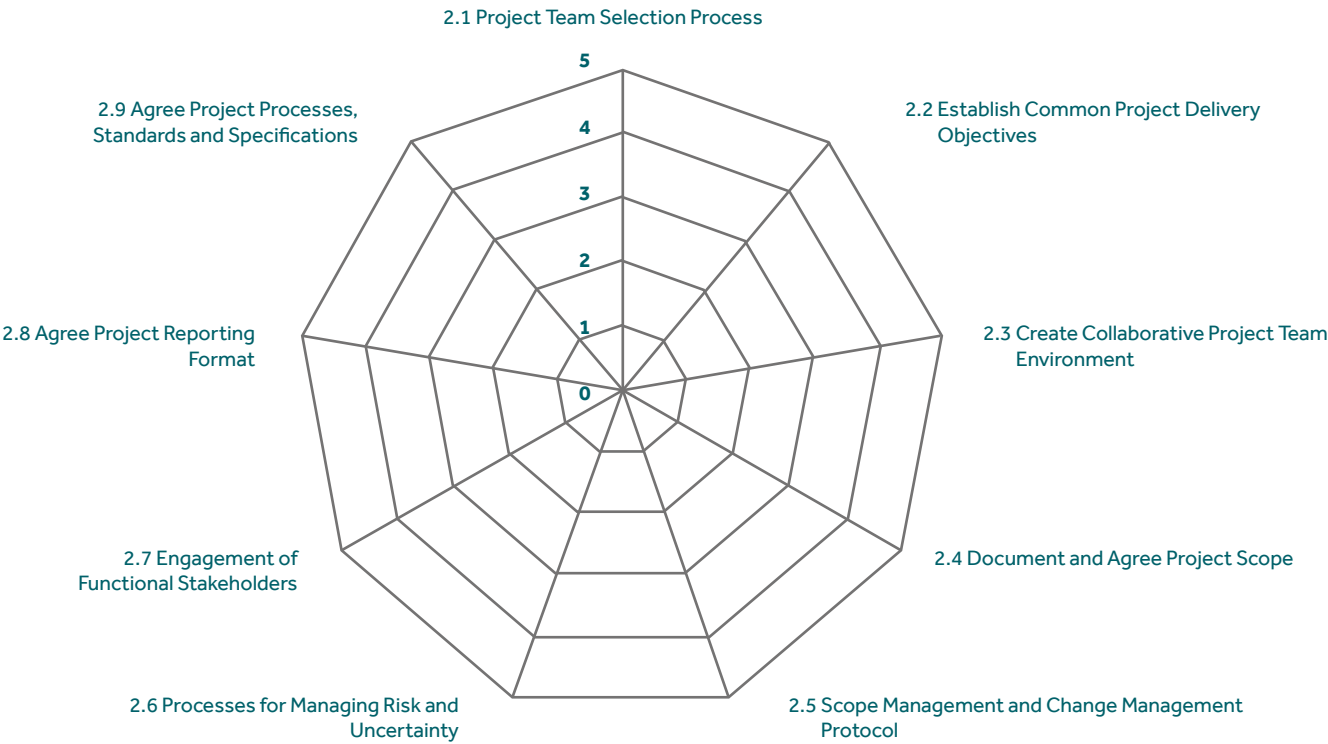 2.1 Project Team Selection Process
5
4
3
2
1
0
2.2 Establish Common Project Delivery
Objectives
2.3 Create Collaborative Project Team
Environment
2.4 Document and Agree Project Scope
2.5 Scope Management and Change Management
Protocol
2.6 Processes for Managing Risk and
Uncertainty
2.7 Engagement of
Functional Stakeholders
2.8 Agree Project Reporting
Format
2.9 Agree Project Processes,
Standards and Specifications